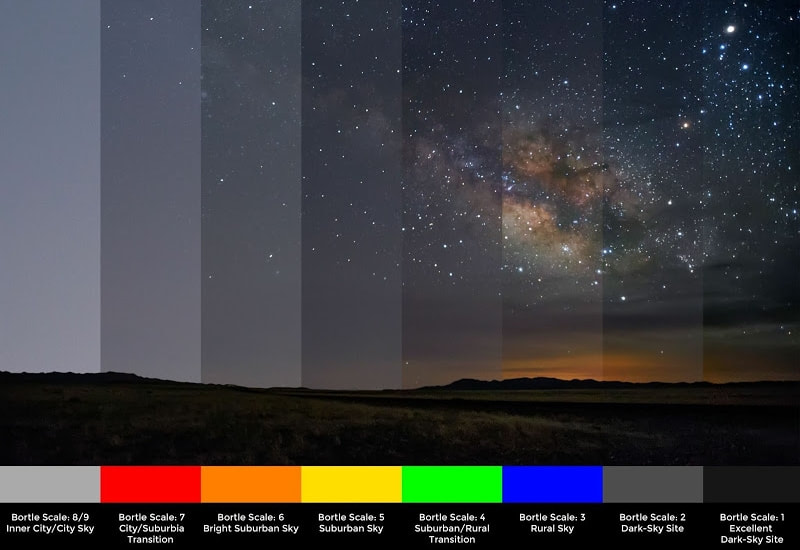 Bortle Scale: 8/9
Inner City/City Sky
Bortle Scale: 7
City/Suburbia
Transition
Bortle Scale: 6
Bright Suburban Sky
Bortle Scale: 5
Suburban Sky
Bortle Scale: 4
Suburban/Rural
Transition
Bortle Scale: 3
Rural Sky
Bortle Scale: 2
Dark-Sky Site
Bortle Scale: 1
Excellent
Dark-Sky Site